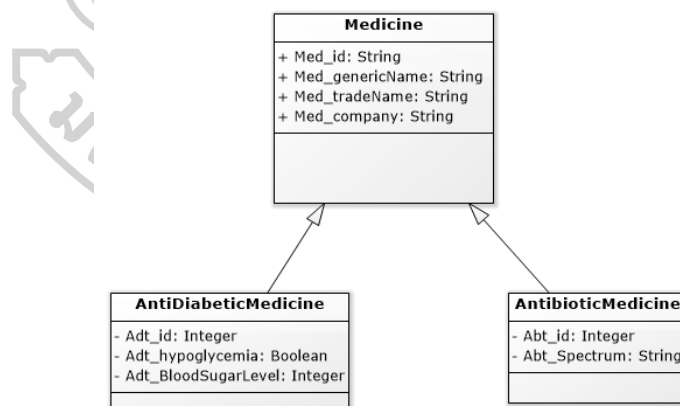 Medicine
+ Med_id: String
+ Med_genericName: String
+ Med_tradeName: String
+ Med_company: String
AntiDiabeticMedicine
- Adt_id: Integer
- Adt_hypoglycemia: Boolean
- Adt_BloodSugarLevel: Integer
AntibioticMedicine
- Abt_id: Integer
- Abt_Spectrum: String